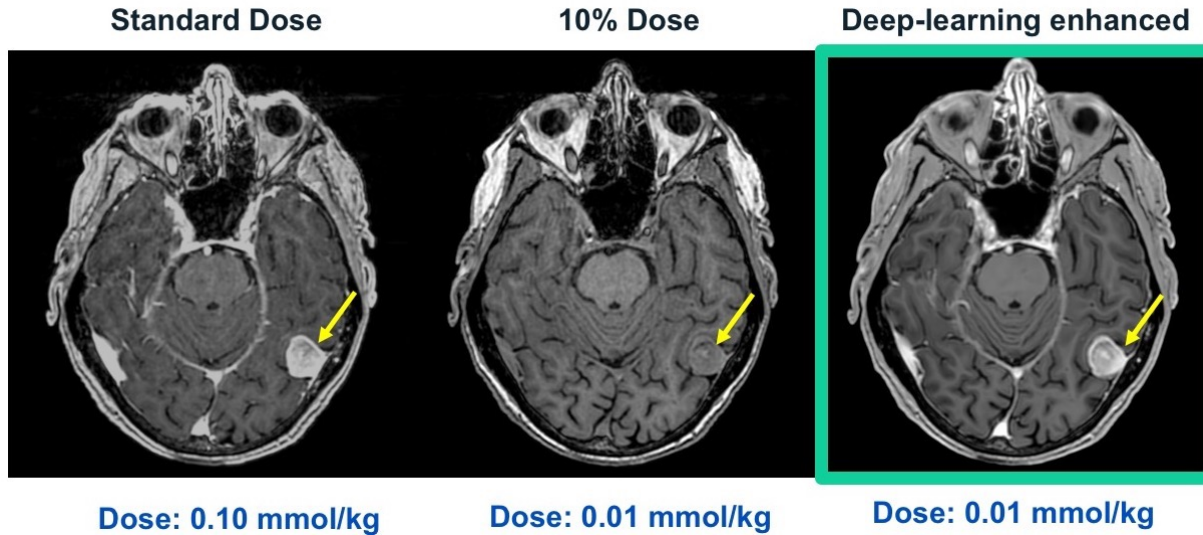 Standard Dose
10% Dose
Deep-learning enhanced
Dose: 0.10 mmol/kg
Dose: 0.01 mmol/kg
Dose: 0.01 mmol/kg